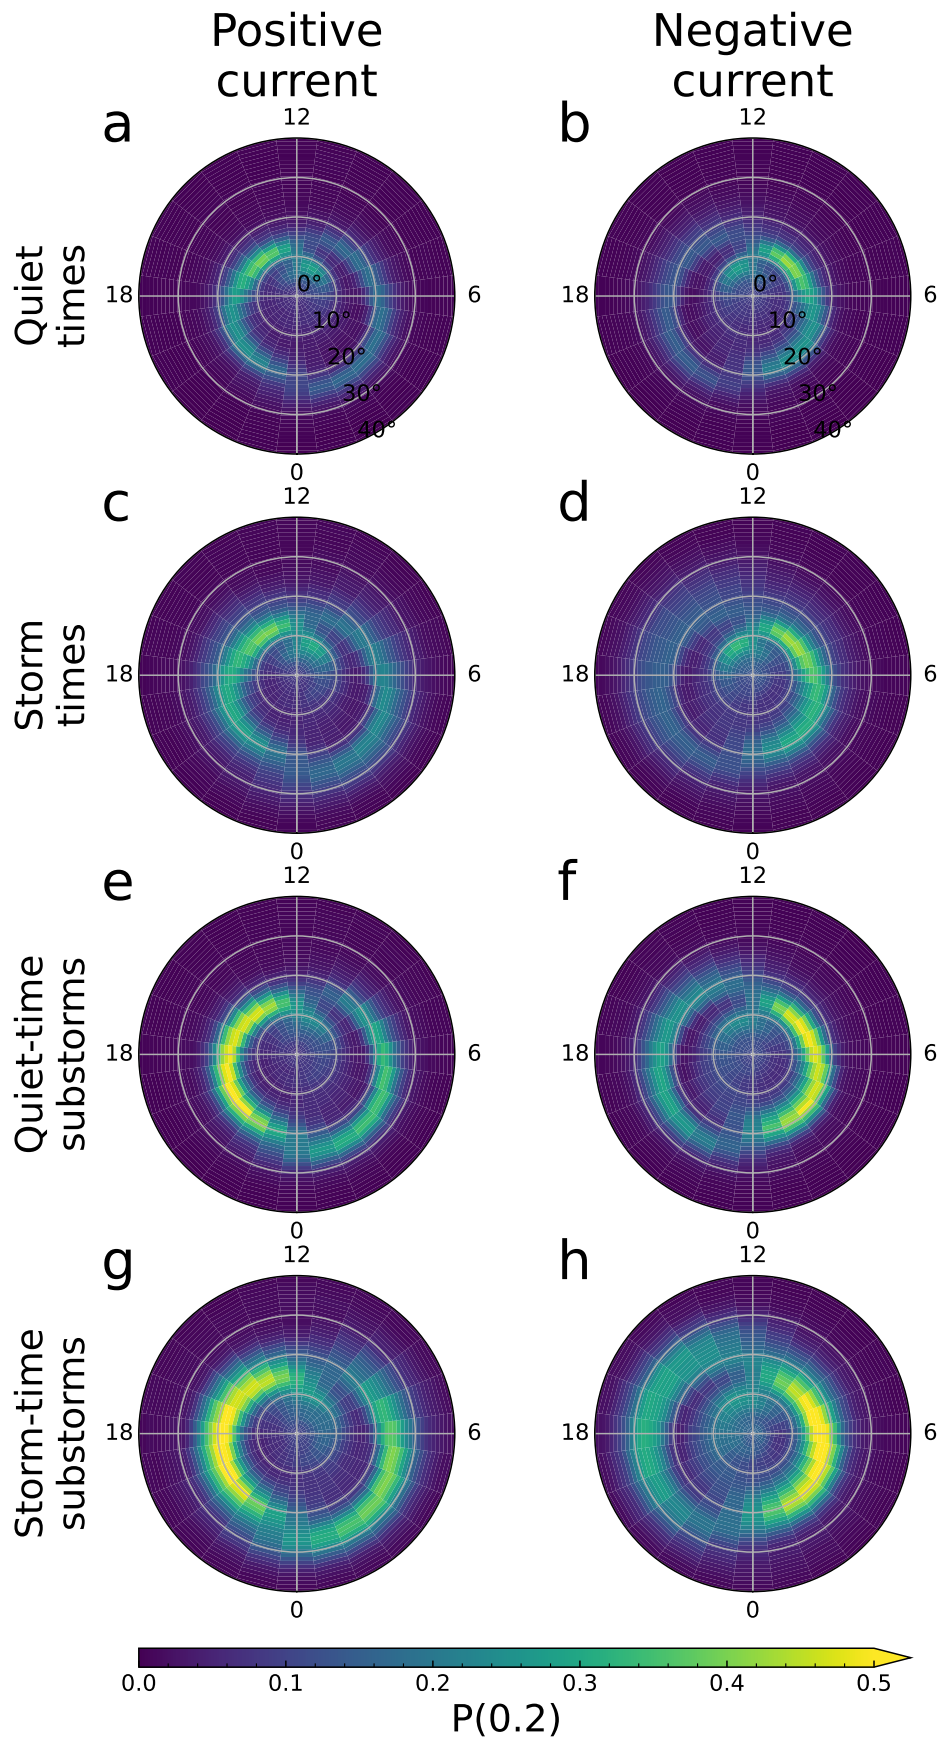 Positive
current
Negative
current
a
b
12
12
Quiet
times
18
6
18
6
0°
10°
20°
30°
40°
0°
10°
20°
30°
40°
0
0
c
d
12
12
Storm
times
18
6
18
6
0
0
e
f
12
12
Quiet-time
substorms
18
6
18
6
0
0
g
h
12
12
Storm-time
substorms
18
6
18
6
0
0
0.0 0.1 0.2 0.3 0.4 0.5
P(0.2)